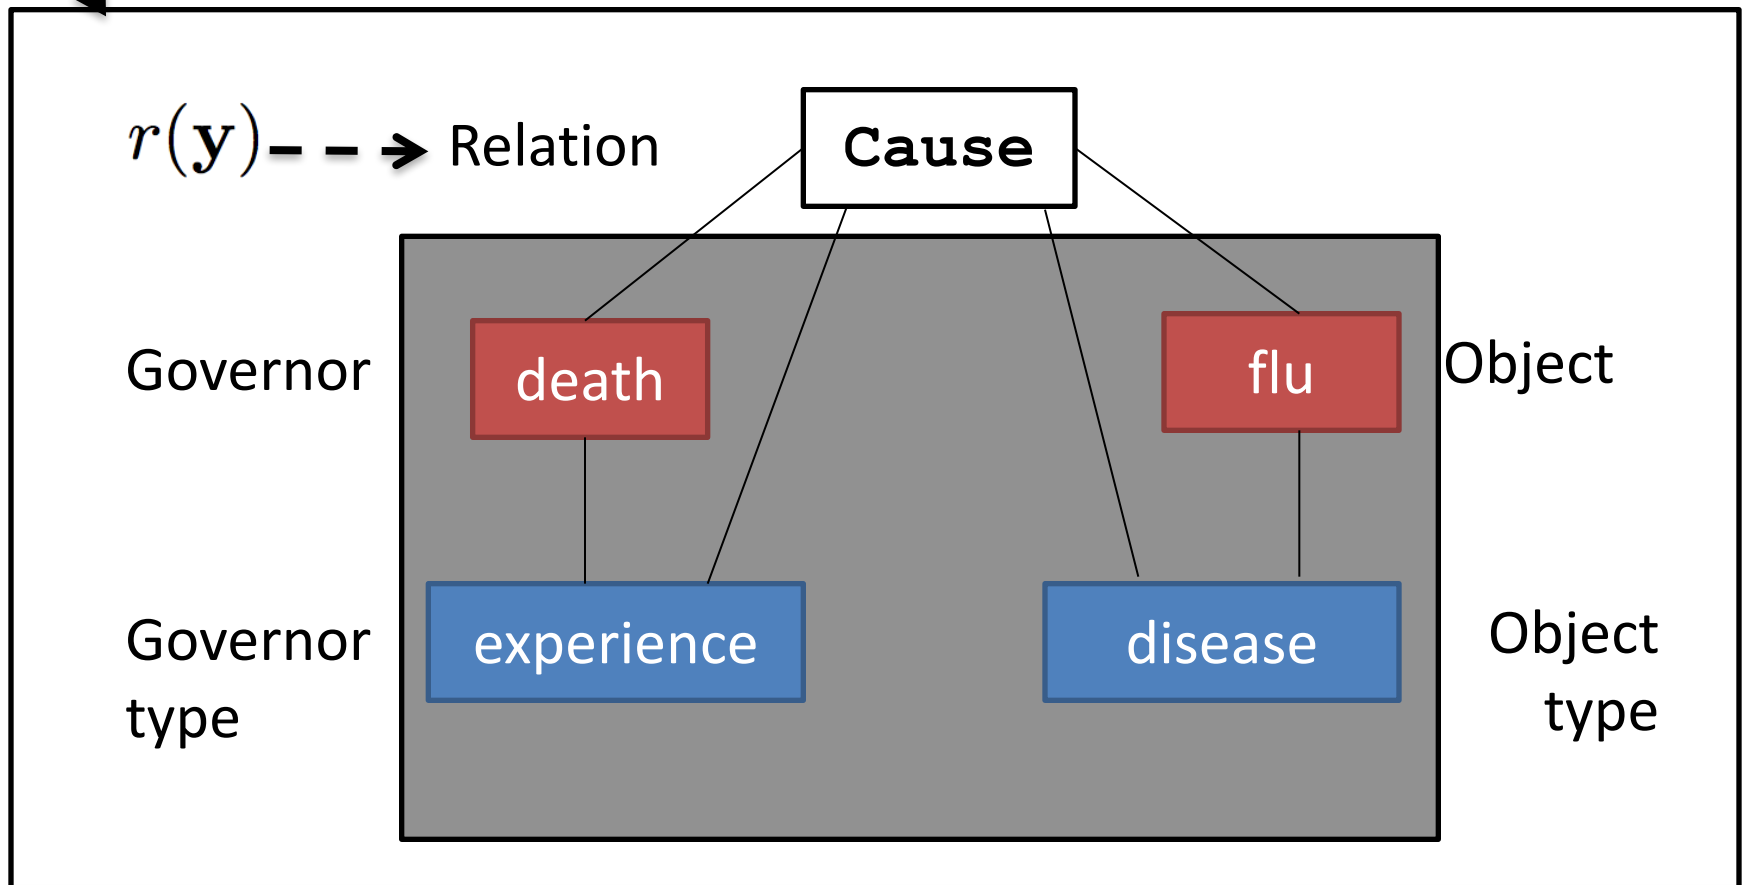 r(y) Relation Cause
Governor death flu Object
Governor type experience disease Object type